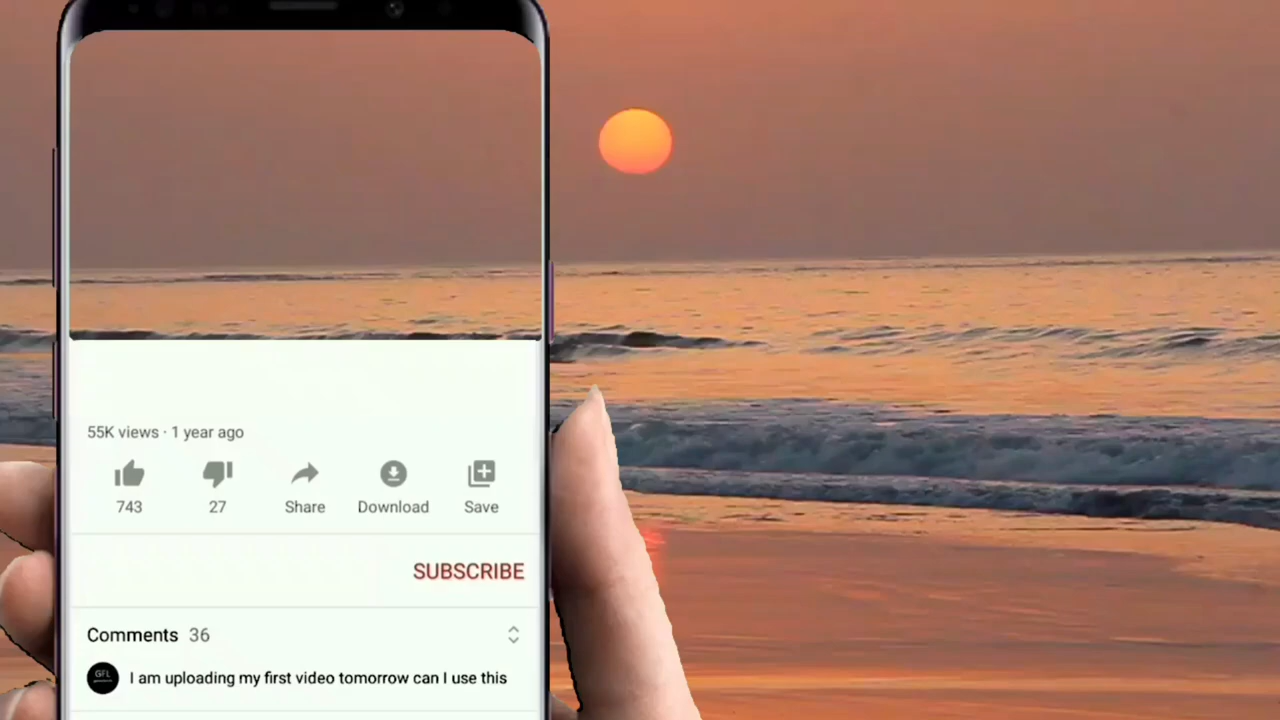 55K views · 1 year ago
743
27
Share
Download
Save
SUBSCRIBE
Comments 36
GFL
I am uploading my first video tomorrow can I use this